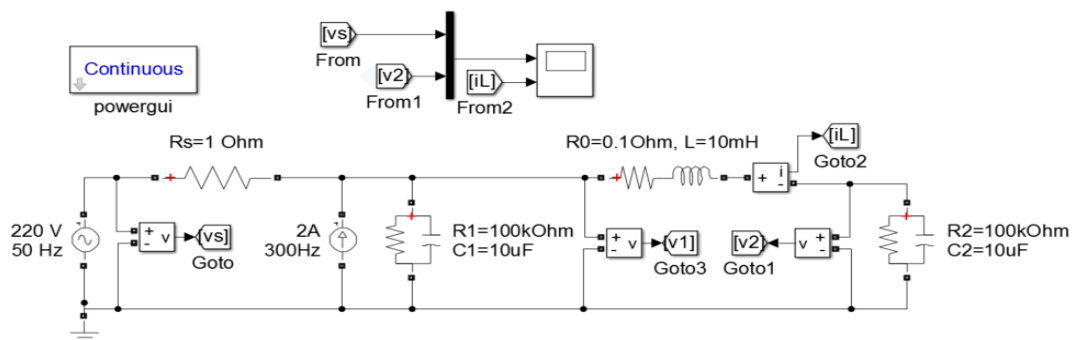 [vs]
From
[v2]
From1
[iL]
From2
Continuous
powergui
Rs=1 Ohm
R0=0.1Ohm, L=10mH
[iL]
Goto2
+ i -
220 V
50 Hz
+ - v
[vs]
Goto
2A
300Hz
R1=100kOhm
C1=10uF
+ - v
[v1]
Goto3
[v2]
Goto1
v + -
R2=100kOhm
C2=10uF